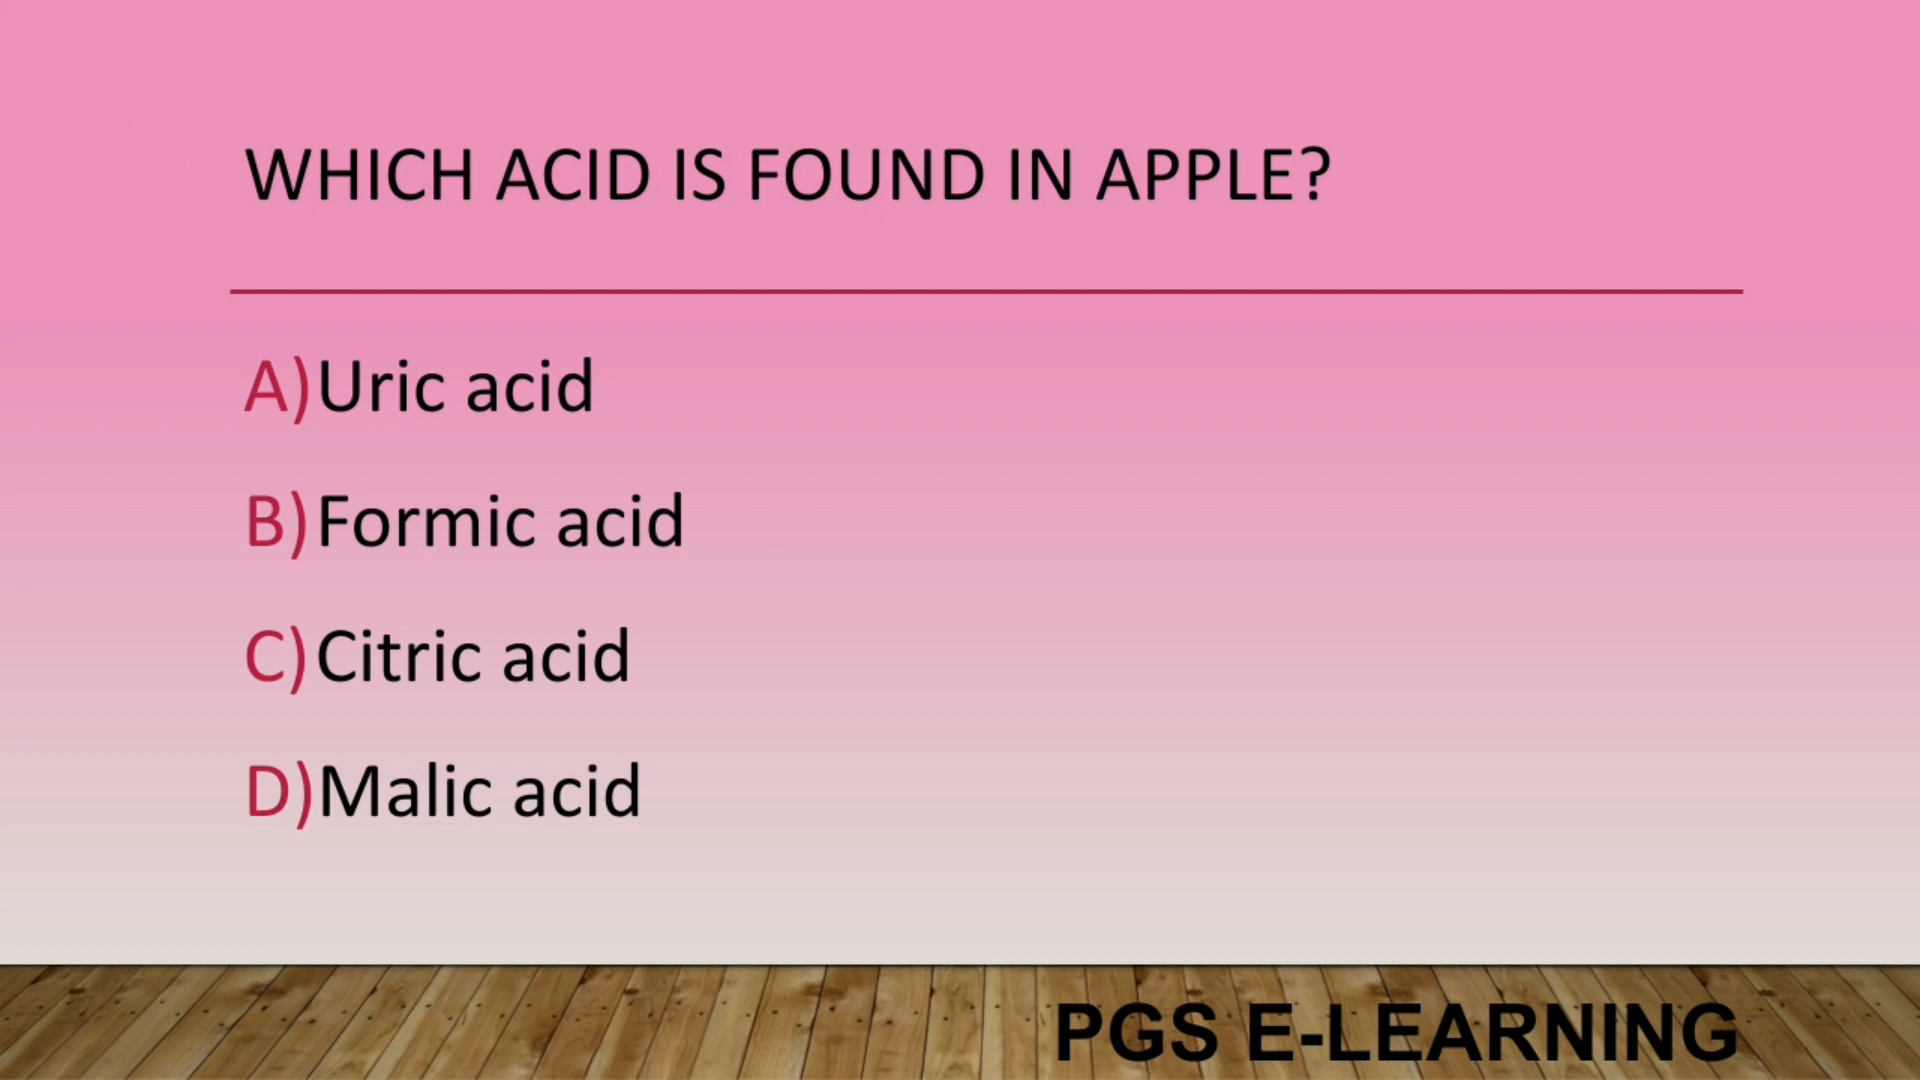 WHICH ACID IS FOUND IN APPLE?
A)Uric acid
B)Formic acid
C)Citric acid
D)Malic acid
PGS E-LEARNING